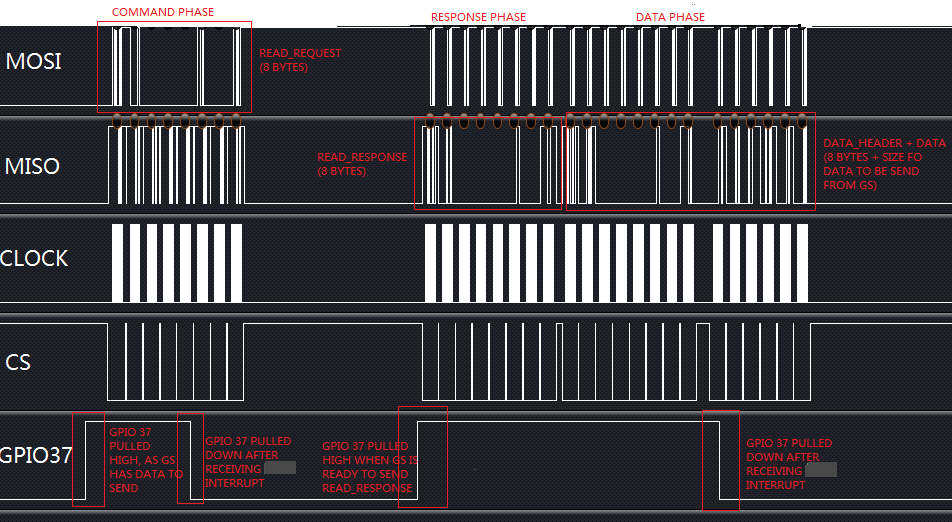 COMMAND PHASE
RESPONSE PHASE
DATA PHASE
MOSI
READ_REQUEST
(8 BYTES)
MISO
READ_RESPONSE
(8 BYTES)
DATA_HEADER + DATA
(8 BYTES + SIZE FO
DATA TO BE SEND
FROM GS)
CLOCK
CS
GPIO37
GPIO 37
PULLED
HIGH, AS GS
HAS DATA TO
SEND
GPIO 37 PULLED
DOWN AFTER
RECEIVING
INTERRUPT
GPIO 37 PULLED
HIGH WHEN GS IS
READY TO SEND
READ_RESPONSE
GPIO 37 PULLED
DOWN AFTER
RECEIVING
INTERRUPT